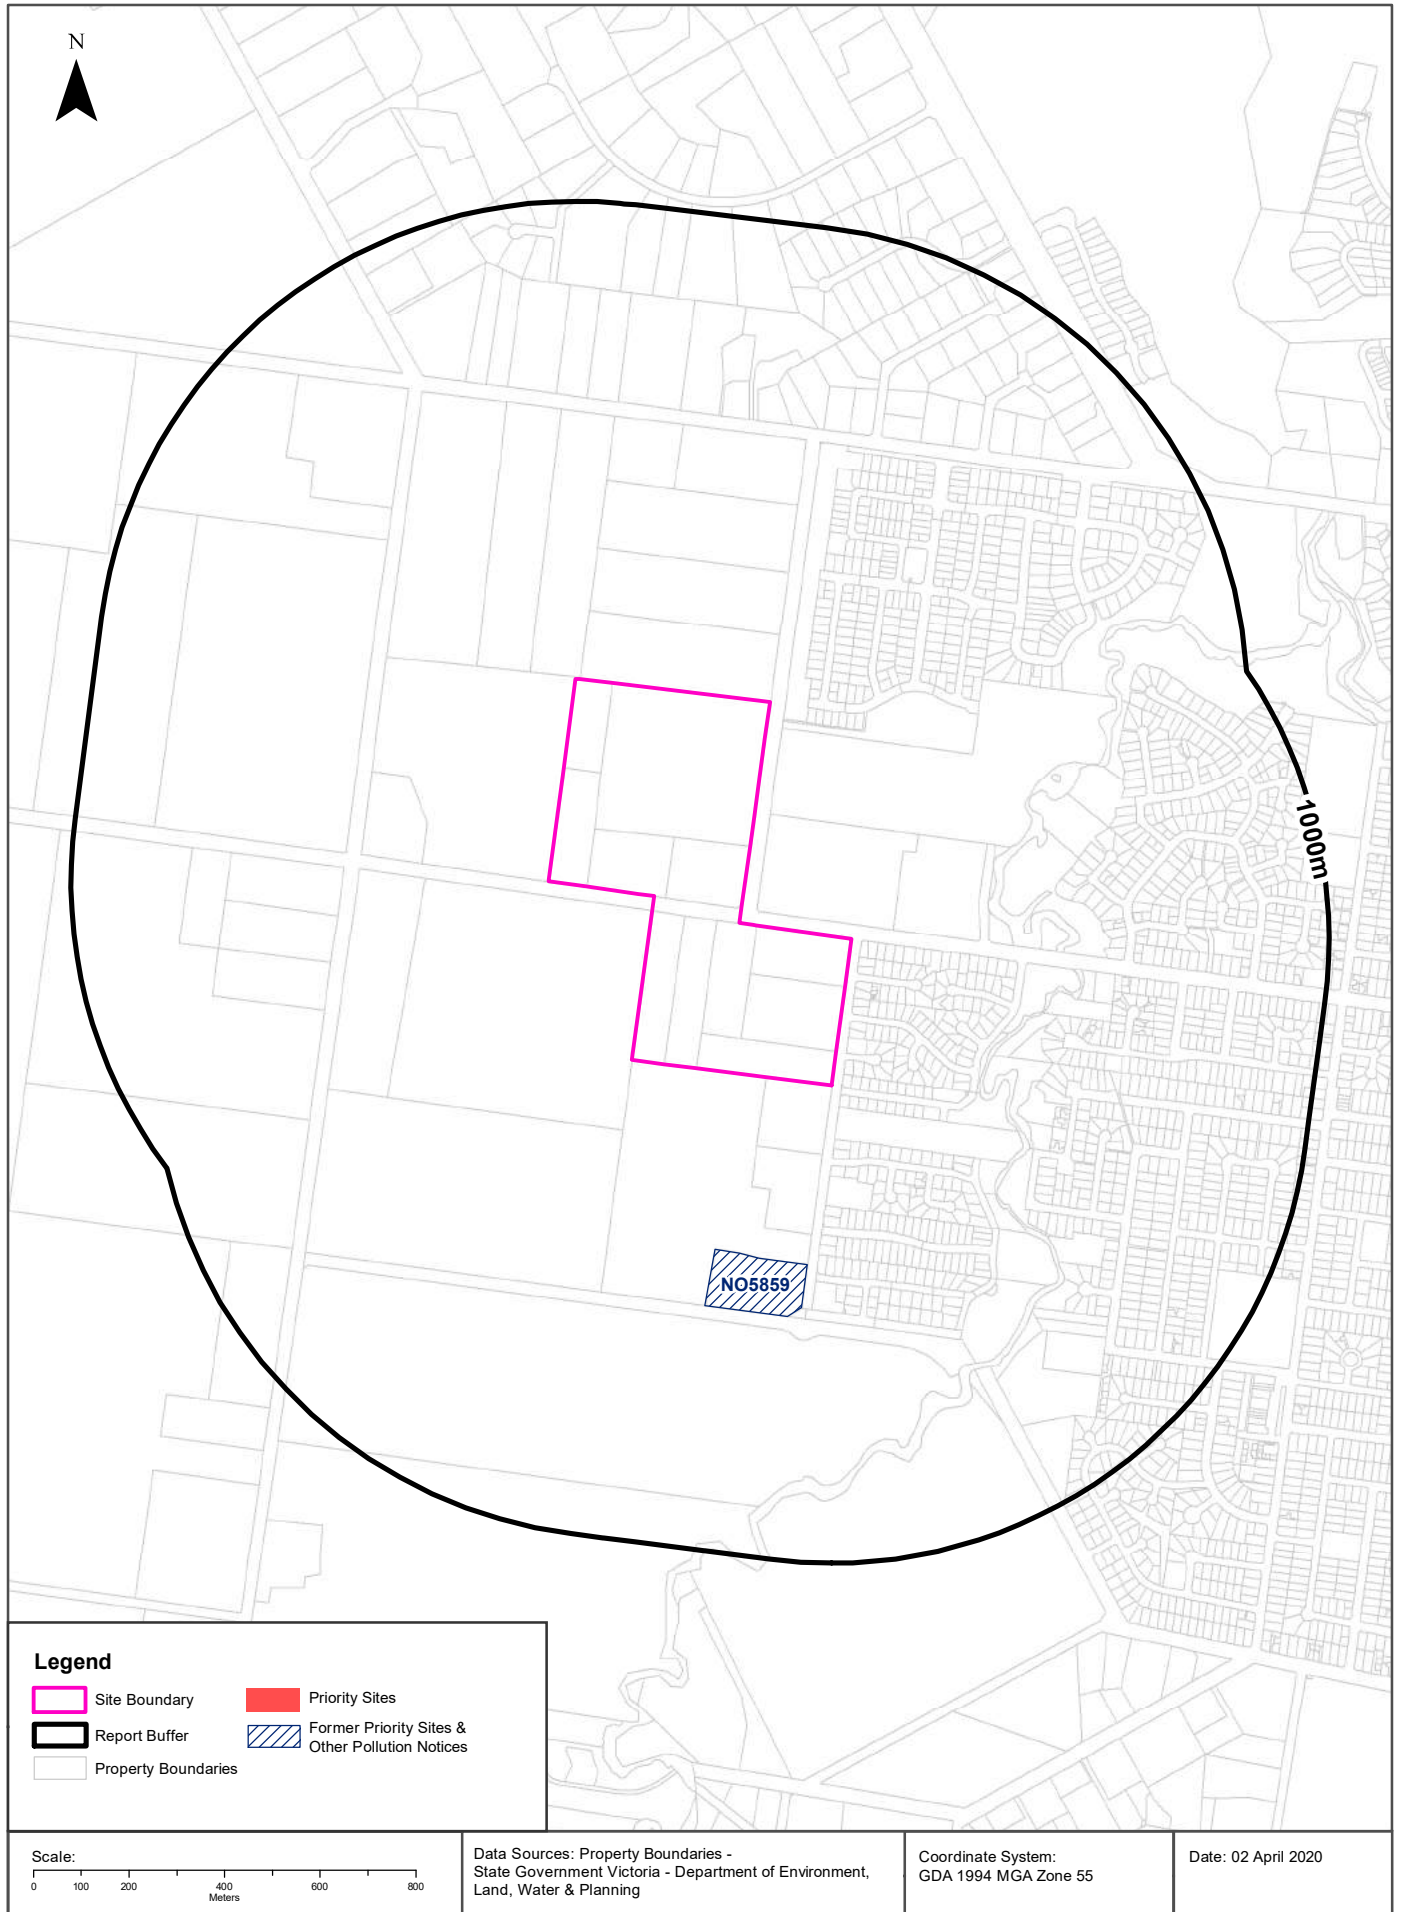 N
1000m
NO5859
Legend
Site Boundary
Priority Sites
Report Buffer
Former Priority Sites &
Other Pollution Notices
Property Boundaries
Scale:
0 100 200 400 600 800
Meters
Data Sources: Property Boundaries -
State Government Victoria - Department of Environment,
Land, Water & Planning
Coordinate System:
GDA 1994 MGA Zone 55
Date: 02 April 2020